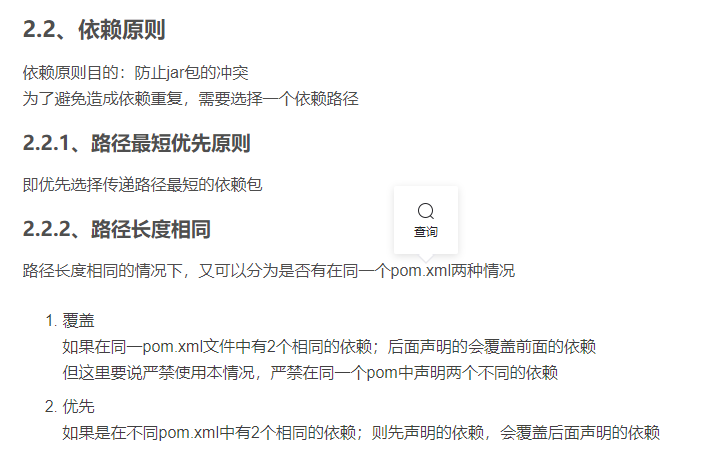 2.2、依赖原则
依赖原则目的：防止jar包的冲突
为了避免造成依赖重复，需要选择一个依赖路径
2.2.1、路径最短优先原则
即优先选择传递路径最短的依赖包
查询
2.2.2、路径长度相同
路径长度相同的情况下，又可以分为是否有在同一个pom.xml两种情况
1. 覆盖
如果在同一pom.xml文件中有2个相同的依赖；后面声明的会覆盖前面的依赖
但这里要说严禁使用本情况，严禁在同一个pom中声明两个不同的依赖
2. 优先
如果是在不同pom.xml中有2个相同的依赖；则先声明的依赖，会覆盖后面声明的依赖